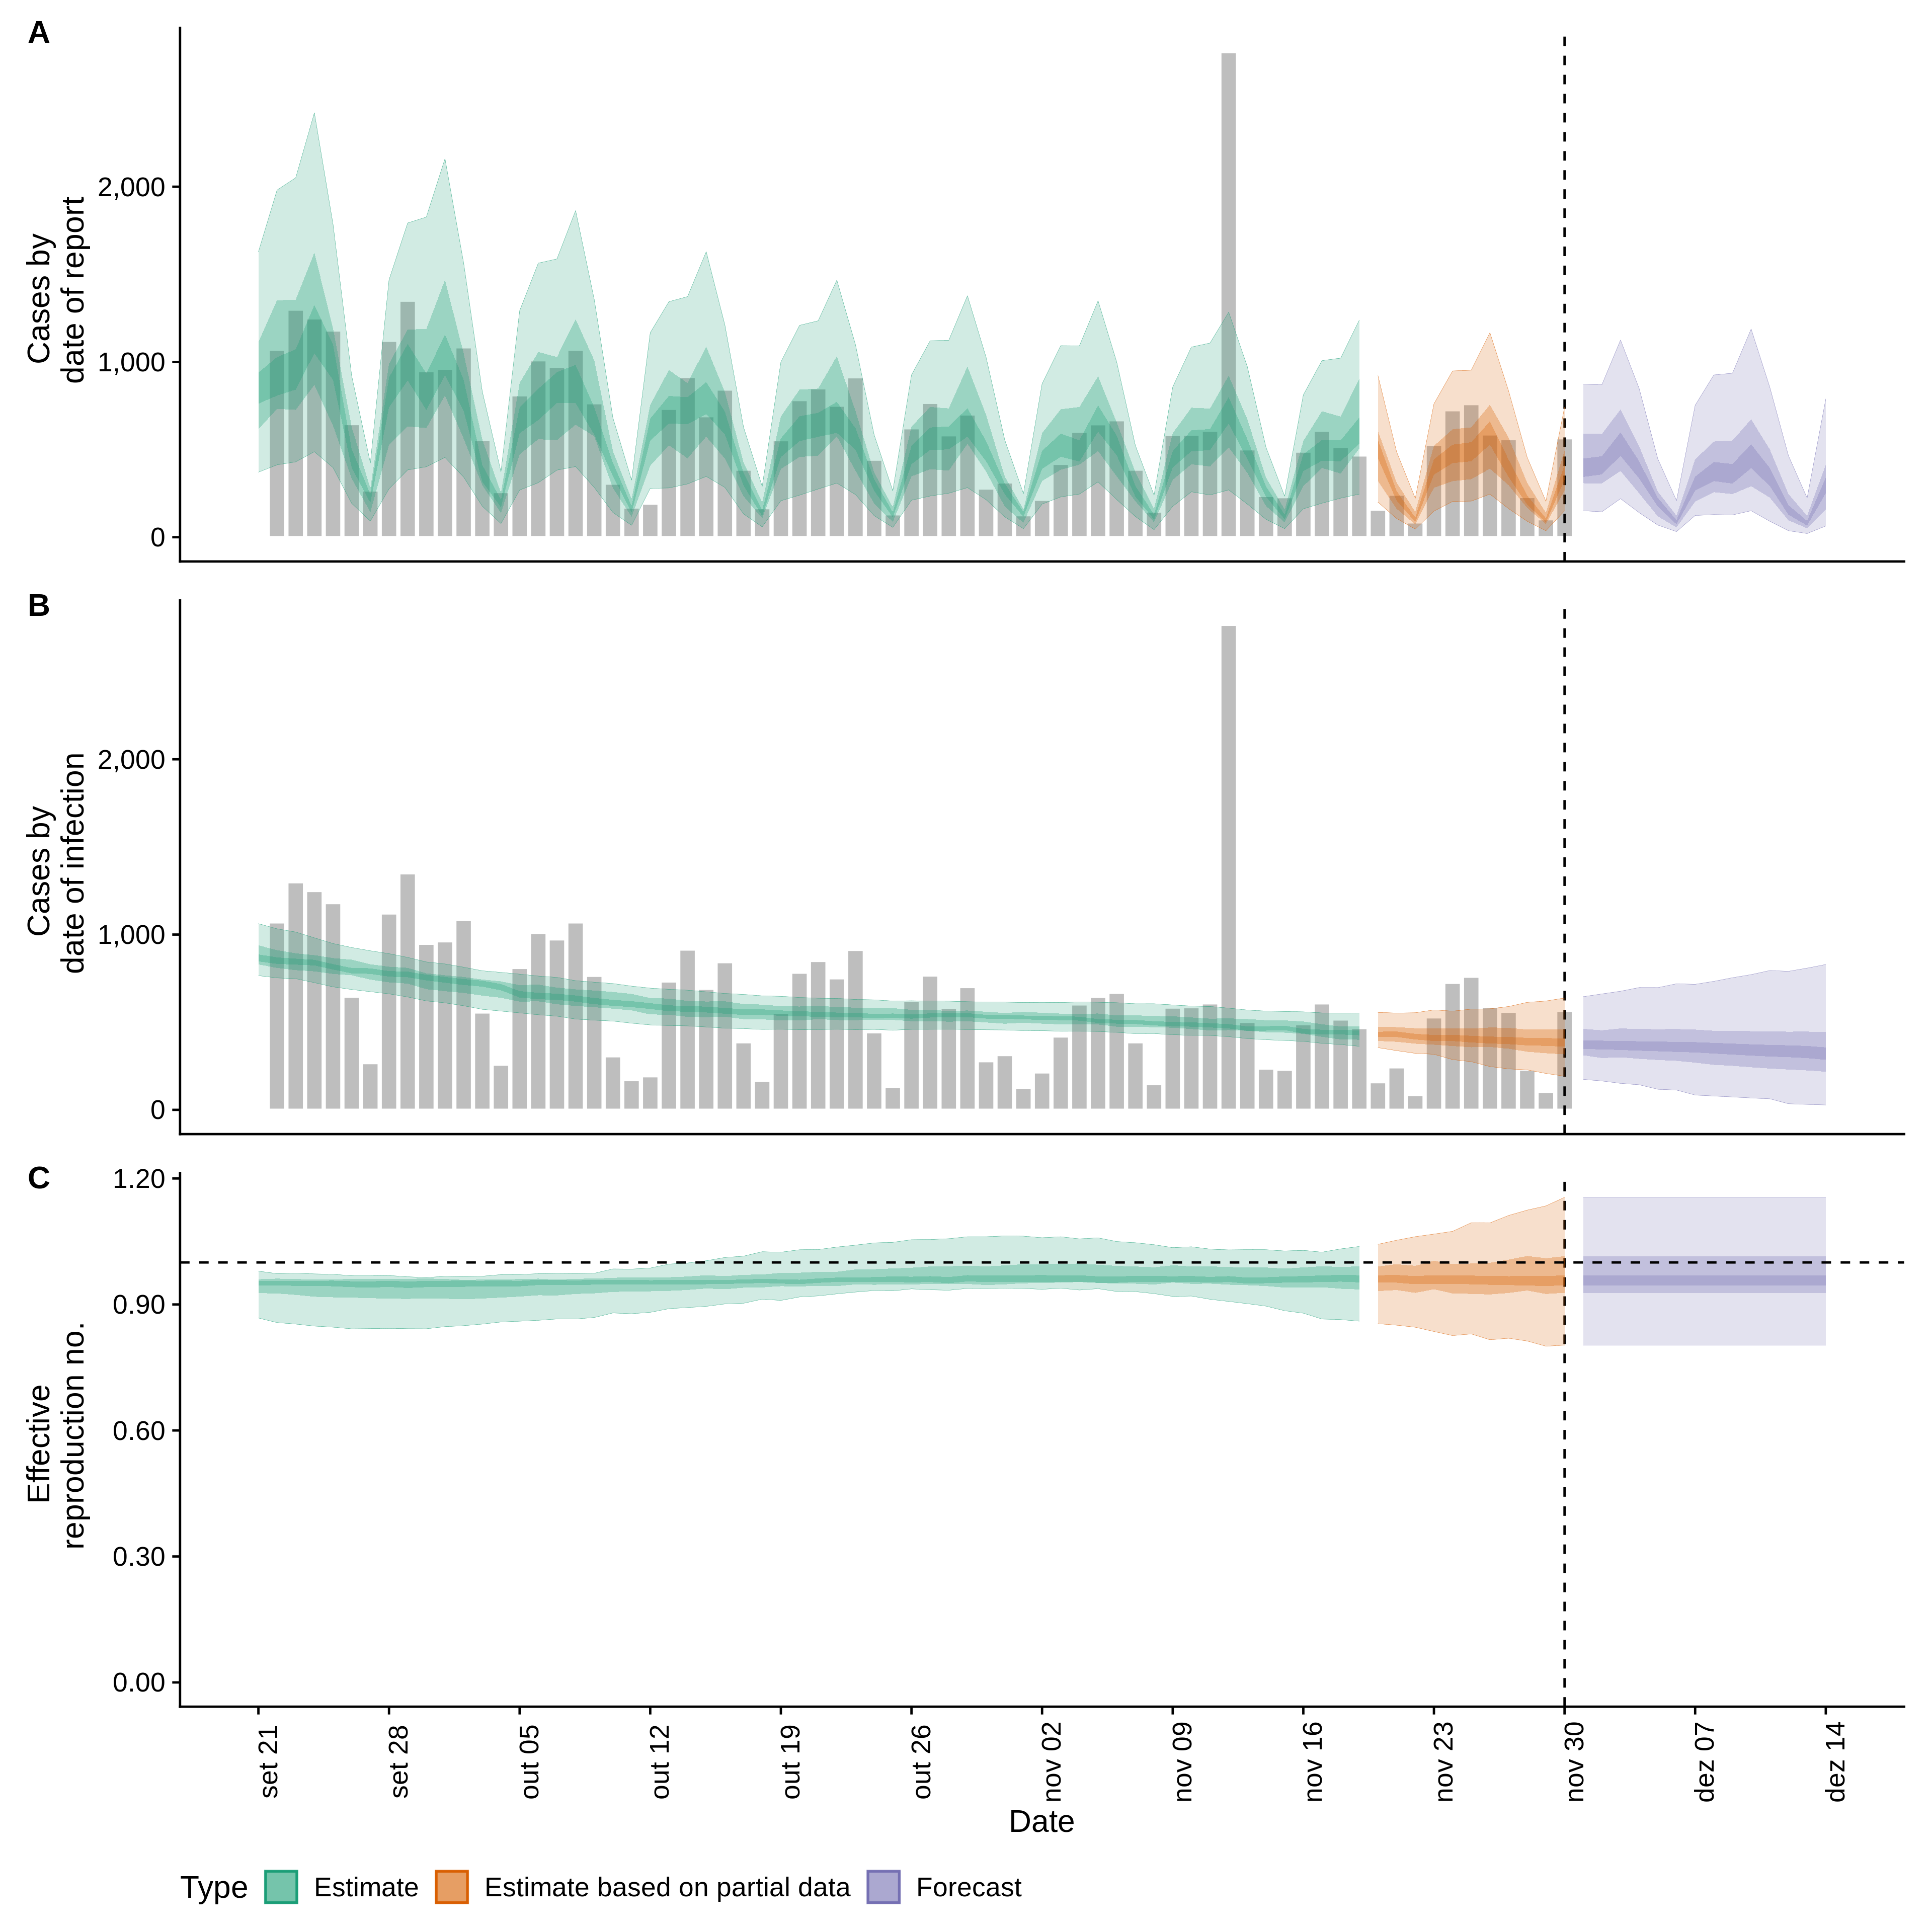 A
Cases by
date of report
2,000
1,000
0
B
Cases by
date of infection
2,000
1,000
0
C
Effective
reproduction no.
1.20
0.90
0.60
0.30
0.00
set 21
set 28
out 05
out 12
out 19
out 26
nov 02
nov 09
nov 16
nov 23
nov 30
dez 07
dez 14
Date
Type Estimate Estimate based on partial data Forecast